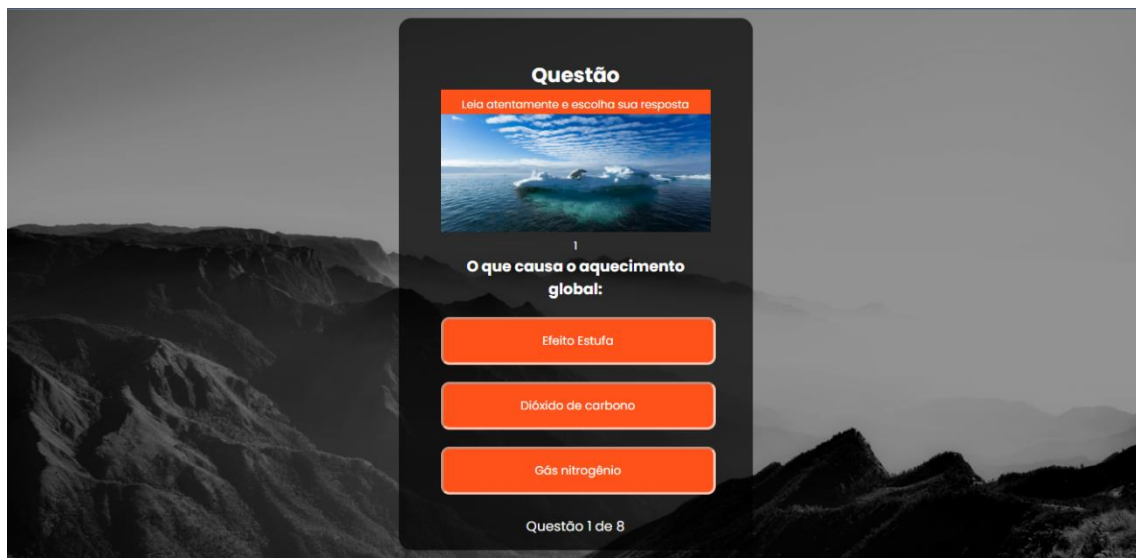 Questão
Leia atentamente e escolha sua resposta
1
O que causa o aquecimento
global:
Efeito Estufa
Dióxido de carbono
Gás nitrogênio
Questão 1 de 8